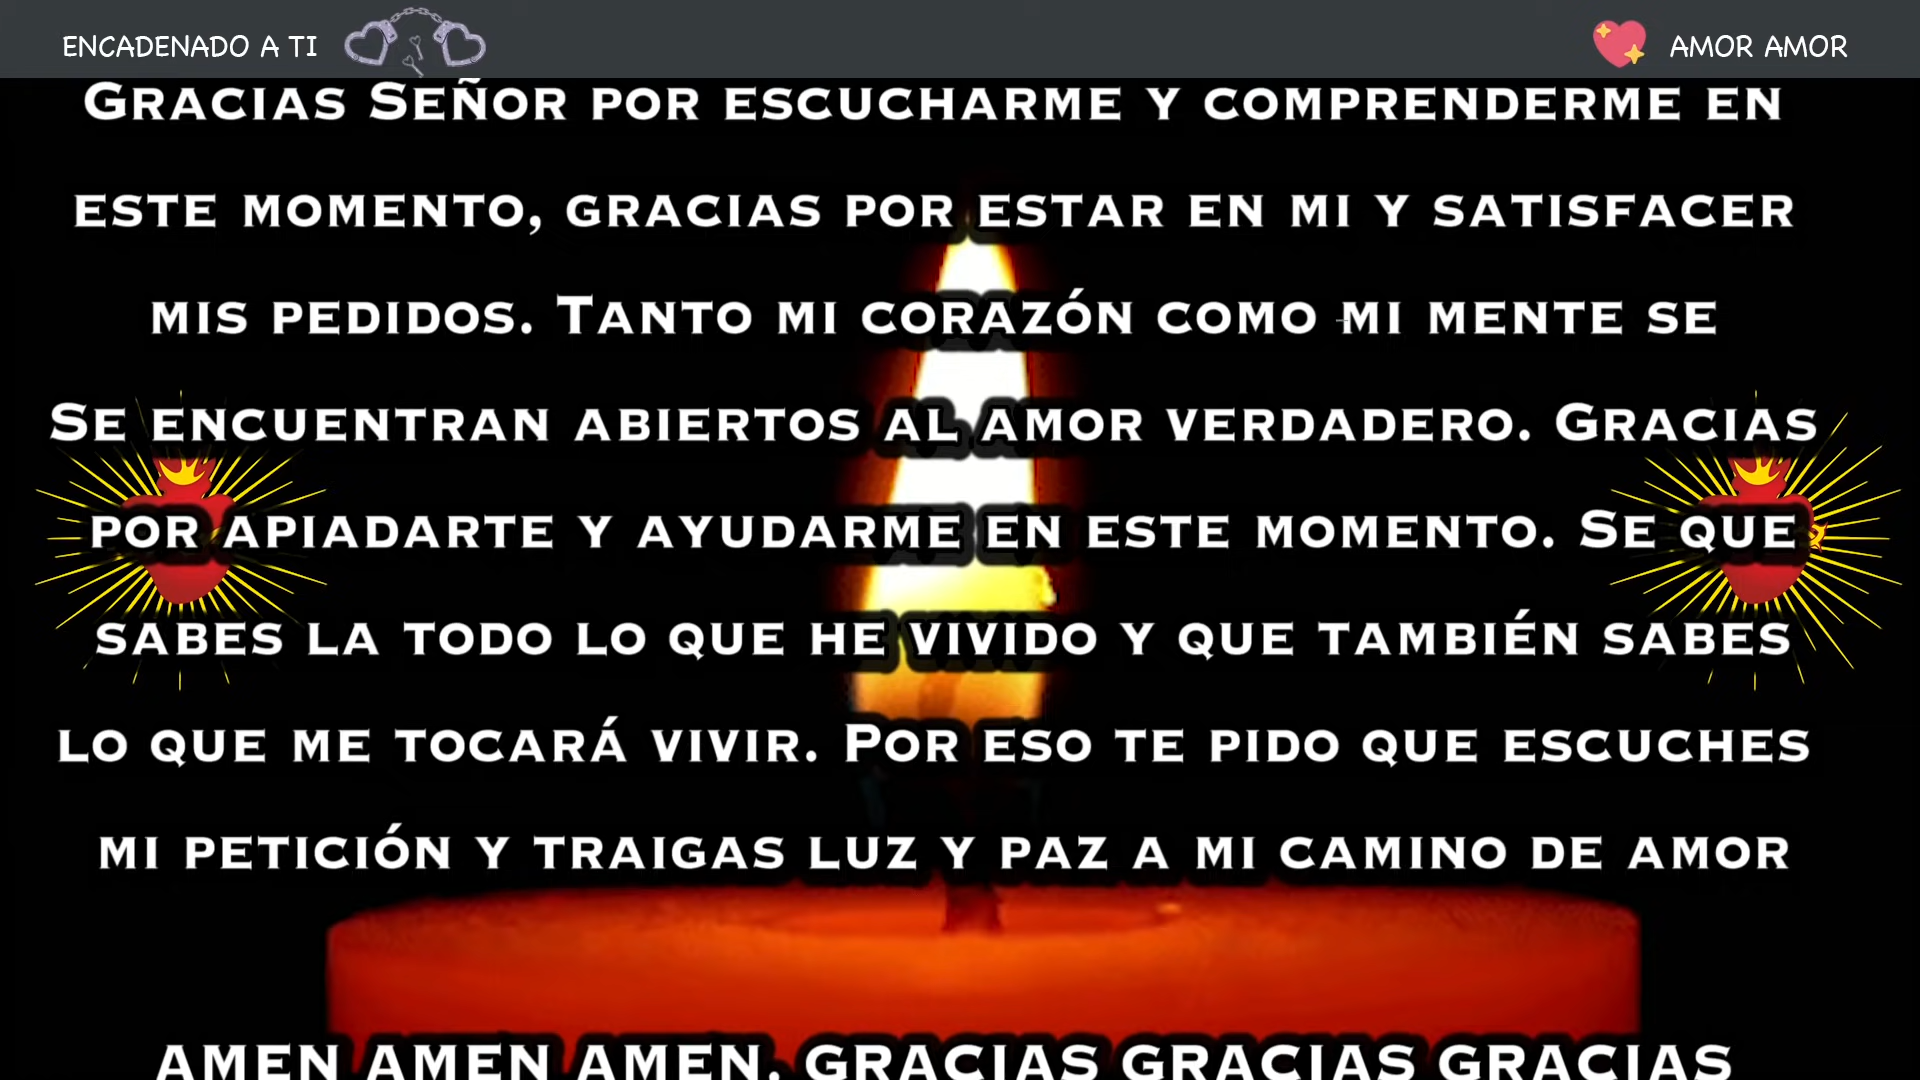 ENCADENADO A TI
AMOR AMOR
Gracias Señor por escucharme y comprenderme en
este momento, gracias por estar en mi y satisfacer
mis pedidos. Tanto mi corazón como mi mente se
Se encuentran abiertos al amor verdadero. Gracias
por apiadarte y ayudarme en este momento. Se que
sabes la todo lo que he vivido y que también sabes
lo que me tocará vivir. Por eso te pido que escuches
mi petición y traigas luz y paz a mi camino de amor
amen amen amen. gracias gracias gracias